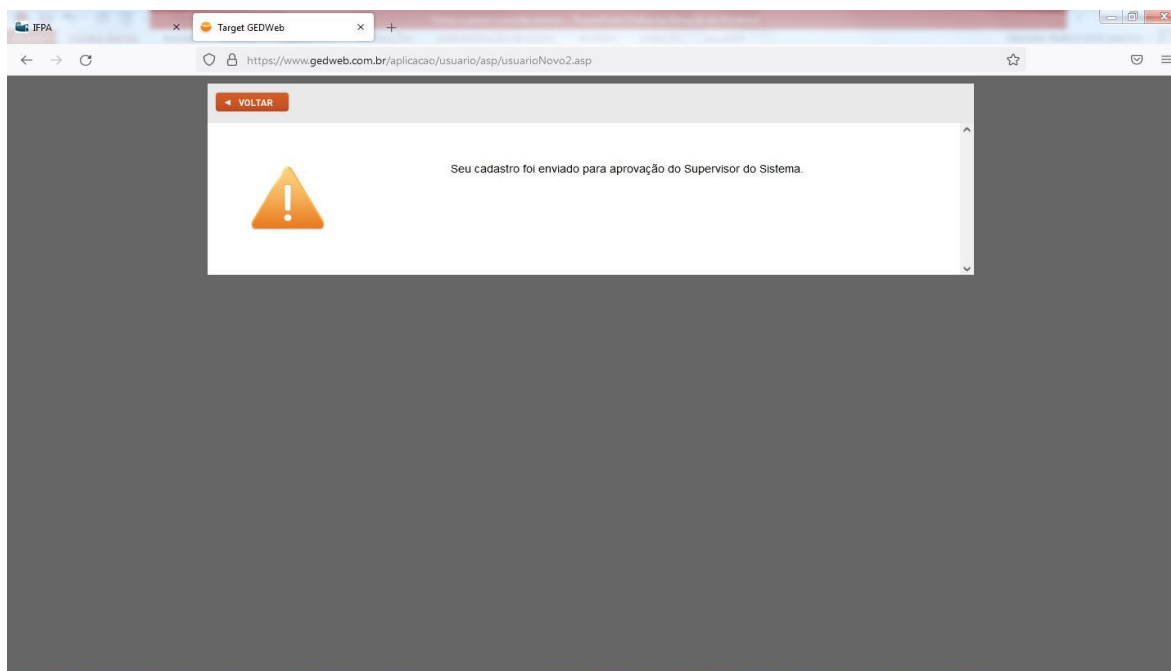 IFPA
Target GEDWeb
https://www.gedweb.com.br/aplicacao/usuario/asp/usuarioNovo2.asp
VOLTAR
Seu cadastro foi enviado para aprovação do Supervisor do Sistema.